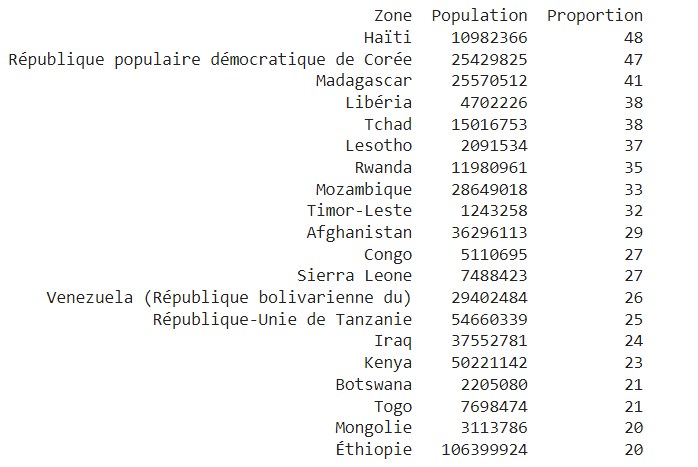 Zone Population Proportion
Haïti 10982366 48
République populaire démocratique de Corée 25429825 47
Madagascar 25570512 41
Libéria 4702226 38
Tchad 15016753 38
Lesotho 2091534 37
Rwanda 11980961 35
Mozambique 28649018 33
Timor-Leste 1243258 32
Afghanistan 36296113 29
Congo 5110695 27
Sierra Leone 7488423 27
Venezuela (République bolivarienne du) 29402484 26
République-Unie de Tanzanie 54660339 25
Iraq 37552781 24
Kenya 50221142 23
Botswana 2205080 21
Togo 7698474 21
Mongolie 3113786 20
Éthiopie 106399924 20